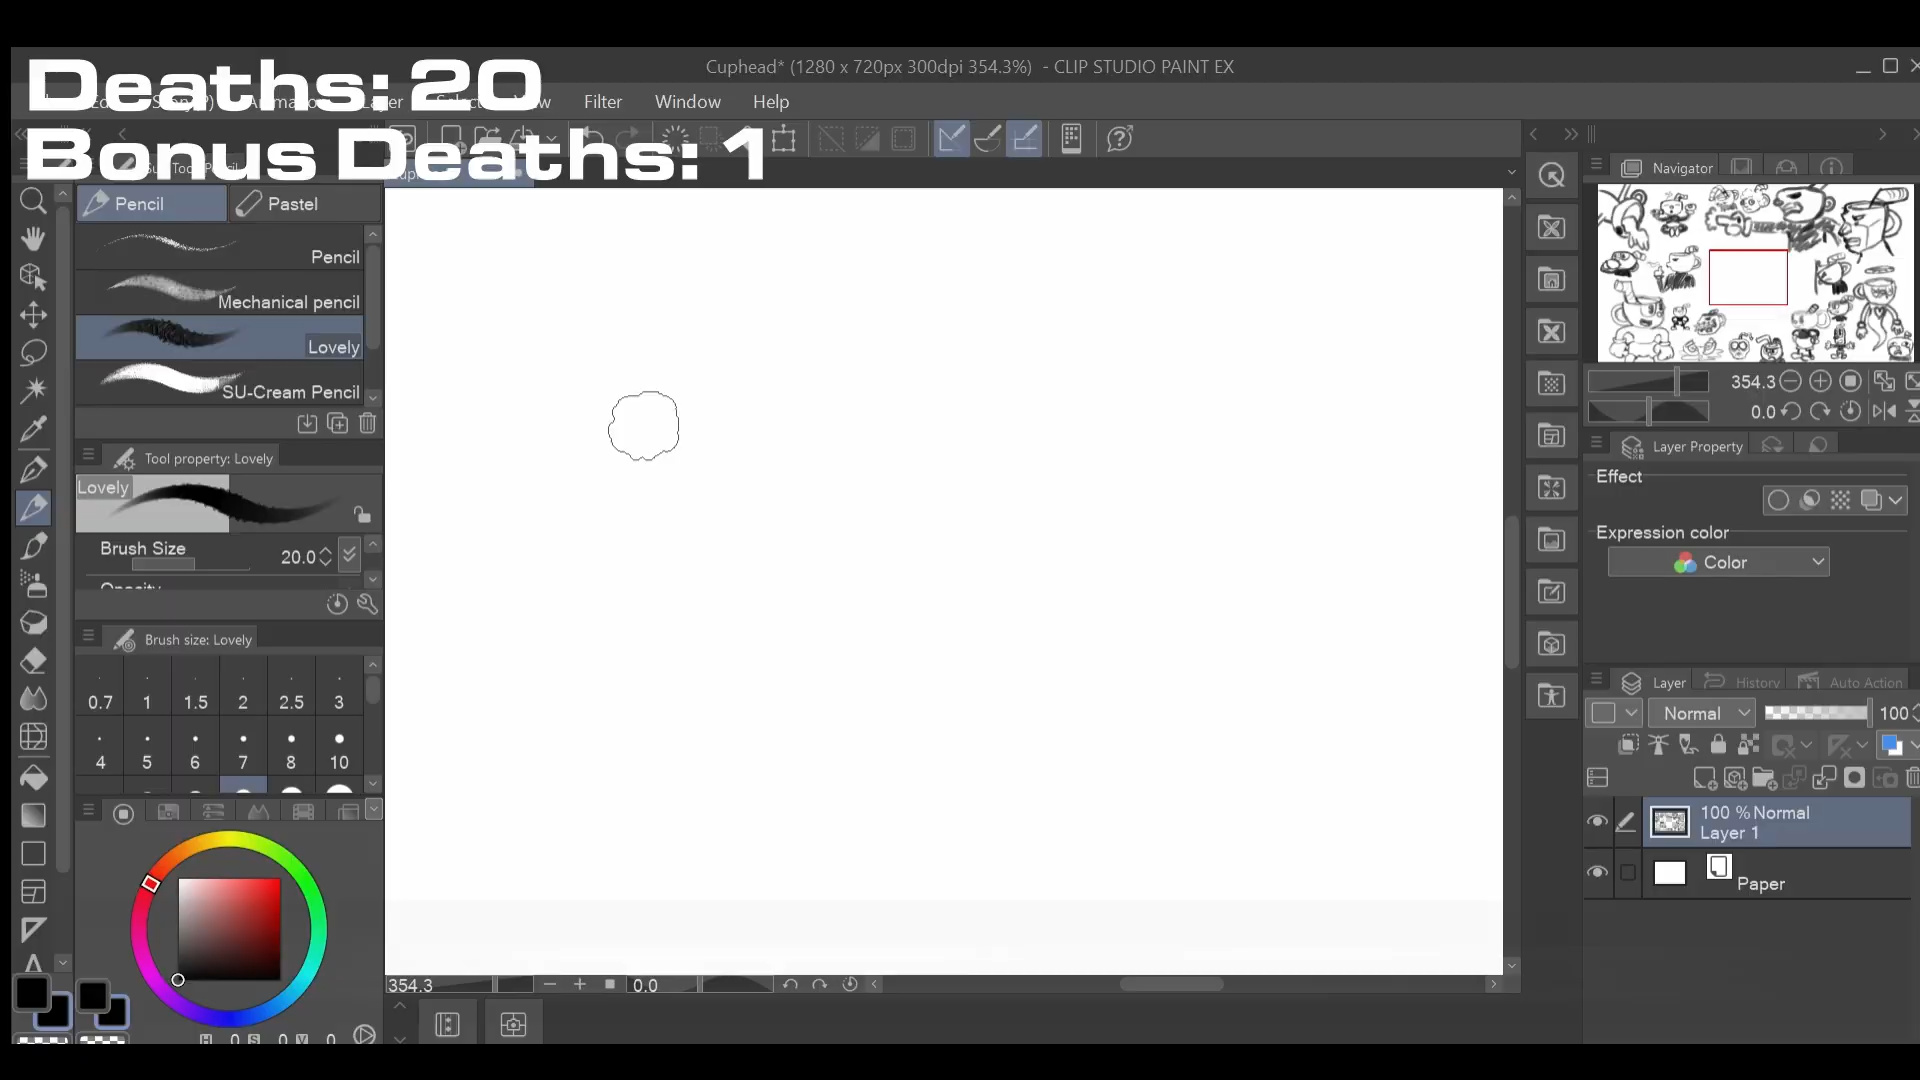 Deaths: 20
Bonus Deaths: 1
Cuphead* (1280 x 720px 300dpi 354.3%) - CLIP STUDIO PAINT EX
Filter Window Help
Pencil Pastel
Pencil
Mechanical pencil
Lovely
SU-Cream Pencil
Tool property: Lovely
Lovely
Brush Size 20.0
Opacity
Brush size: Lovely
0.7 1 1.5 2 2.5 3
4 5 6 7 8 10
H 0 S 0 V 0
354.3 0.0
Navigator
354.3
0.0
Layer Property
Effect
Expression color
Color
Layer History Auto Action
Normal 100
100 % Normal
Layer 1
Paper